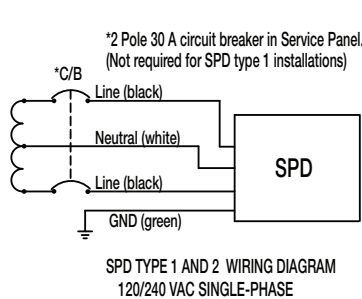 *2 Pole 30 A circuit breaker in Service Panel.
(Not required for SPD type 1 installations)
*C/B
Line (black)
Neutral (white)
SPD
Line (black)
GND (green)
SPD TYPE 1 AND 2 WIRING DIAGRAM
120/240 VAC SINGLE-PHASE